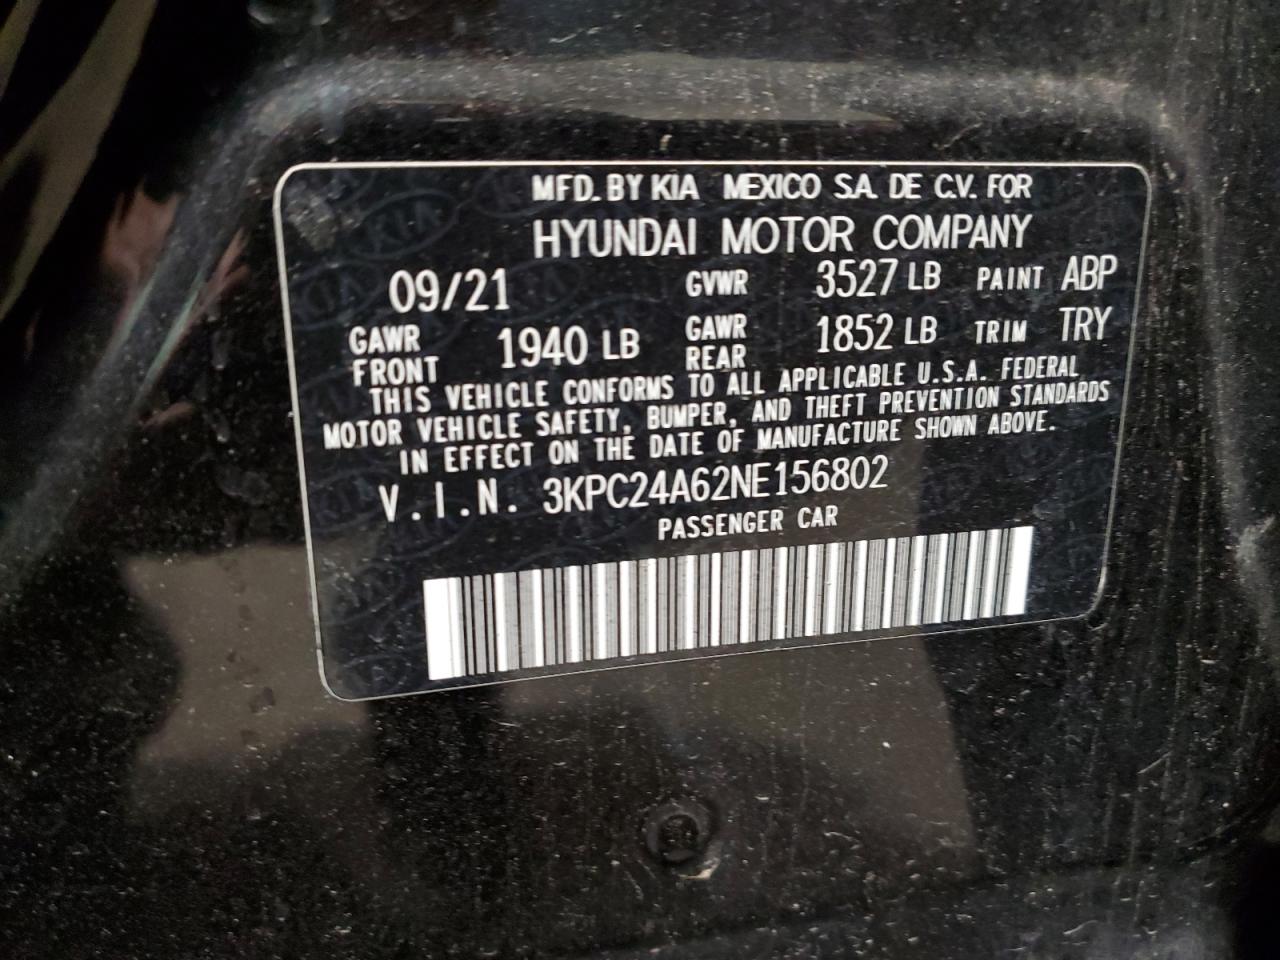 MFD. BY KIA MEXICO S.A. DE C.V. FOR
HYUNDAI MOTOR COMPANY
09/21 GVWR 3527 LB PAINT ABP
GAWR FRONT 1940 LB GAWR REAR 1852 LB TRIM TRY
THIS VEHICLE CONFORMS TO ALL APPLICABLE U.S.A. FEDERAL
MOTOR VEHICLE SAFETY, BUMPER, AND THEFT PREVENTION STANDARDS
IN EFFECT ON THE DATE OF MANUFACTURE SHOWN ABOVE.
V.I.N. 3KPC24A62NE156802
PASSENGER CAR